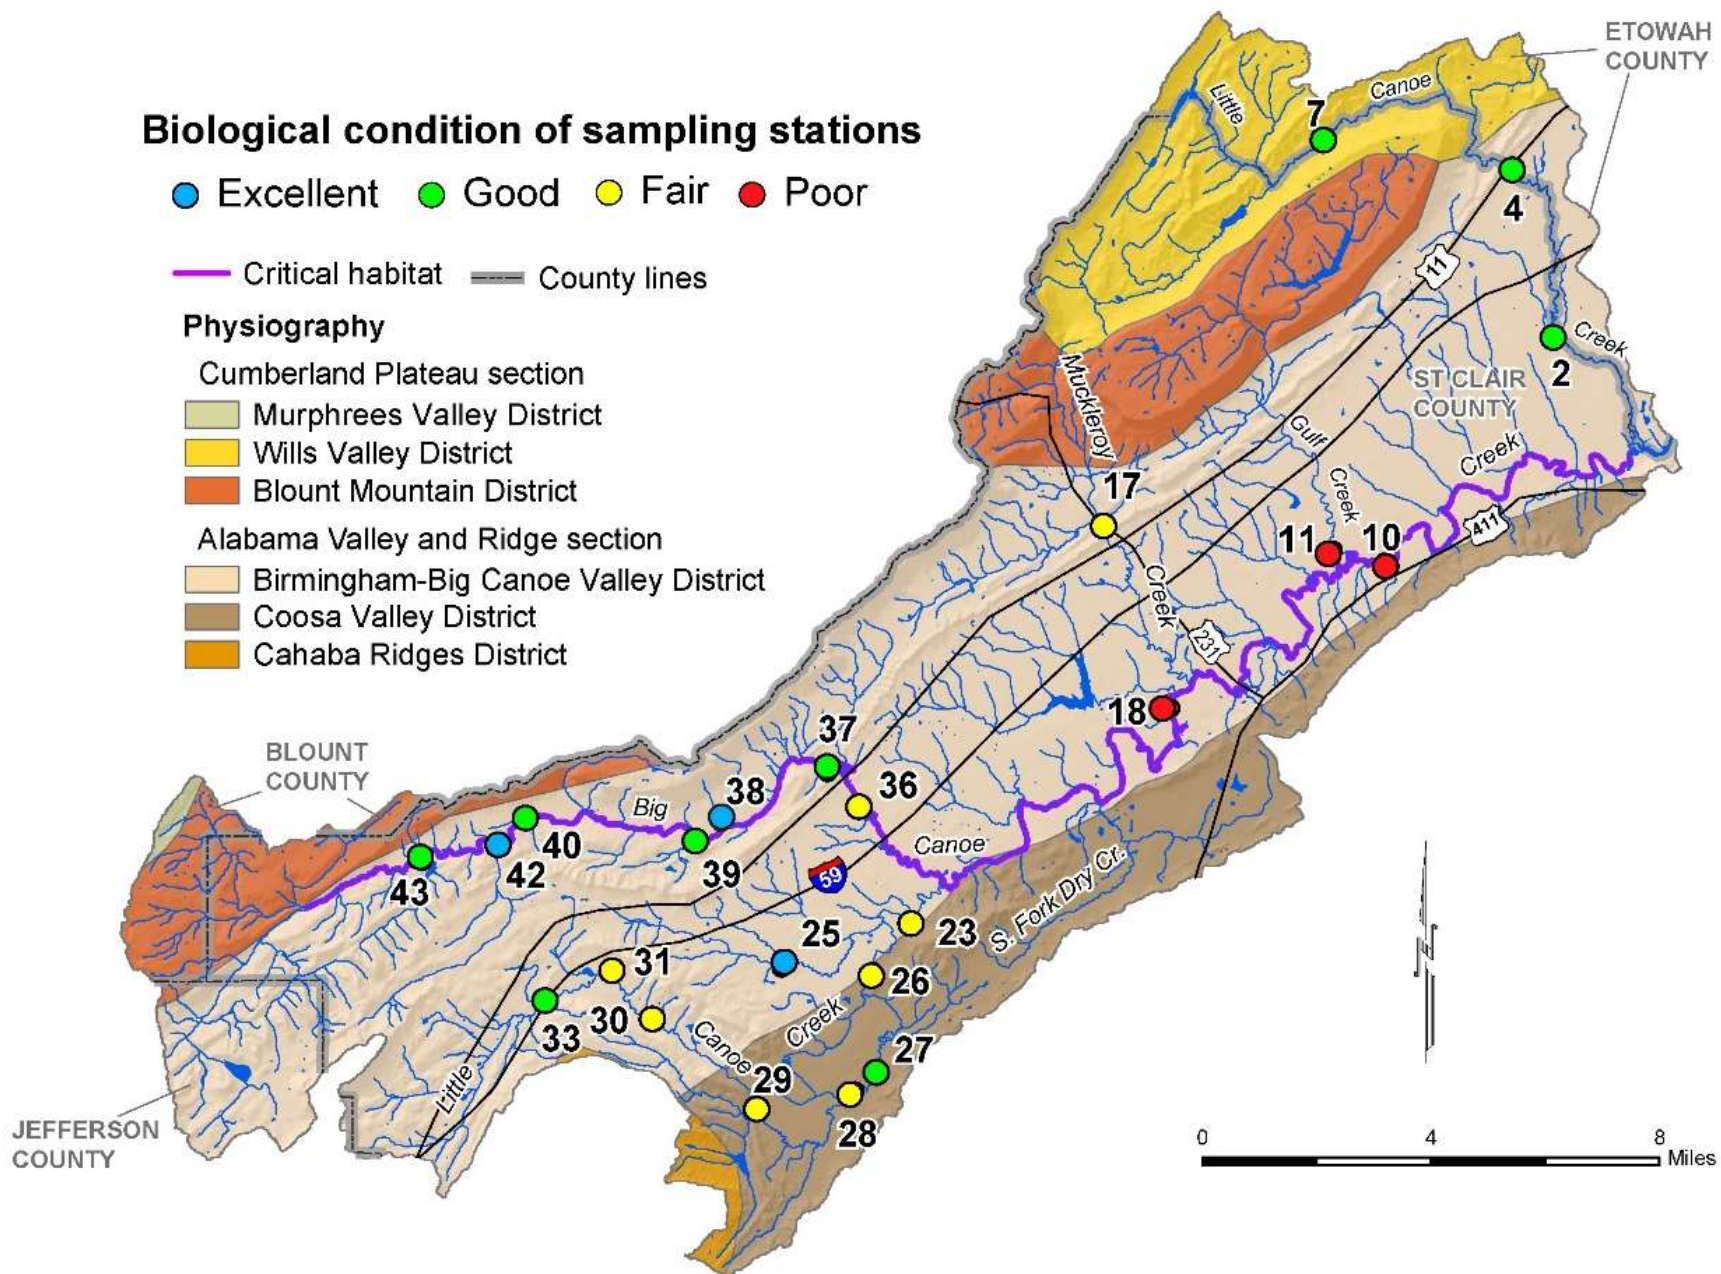 Biological condition of sampling stations
Excellent Good Fair Poor
Critical habitat County lines
Physiography
Cumberland Plateau section
Murphrees Valley District
Wills Valley District
Blount Mountain District
Alabama Valley and Ridge section
Birmingham-Big Canoe Valley District
Coosa Valley District
Cahaba Ridges District
ETOWAH
COUNTY
Little
7
Canoe
4
11
Creek
2
ST CLAIR
COUNTY
Muckleroy
Gulf
Creek
Creek
17
411
11
10
Creek
231
18
37
BLOUNT
COUNTY
38
36
Big
40
42
39
43
Canoe
59
S. Fork Dry Cr.
25
23
31
26
30
33
Creek
Canoe
27
29
28
Little
JEFFERSON
COUNTY
N
0 4 8
Miles